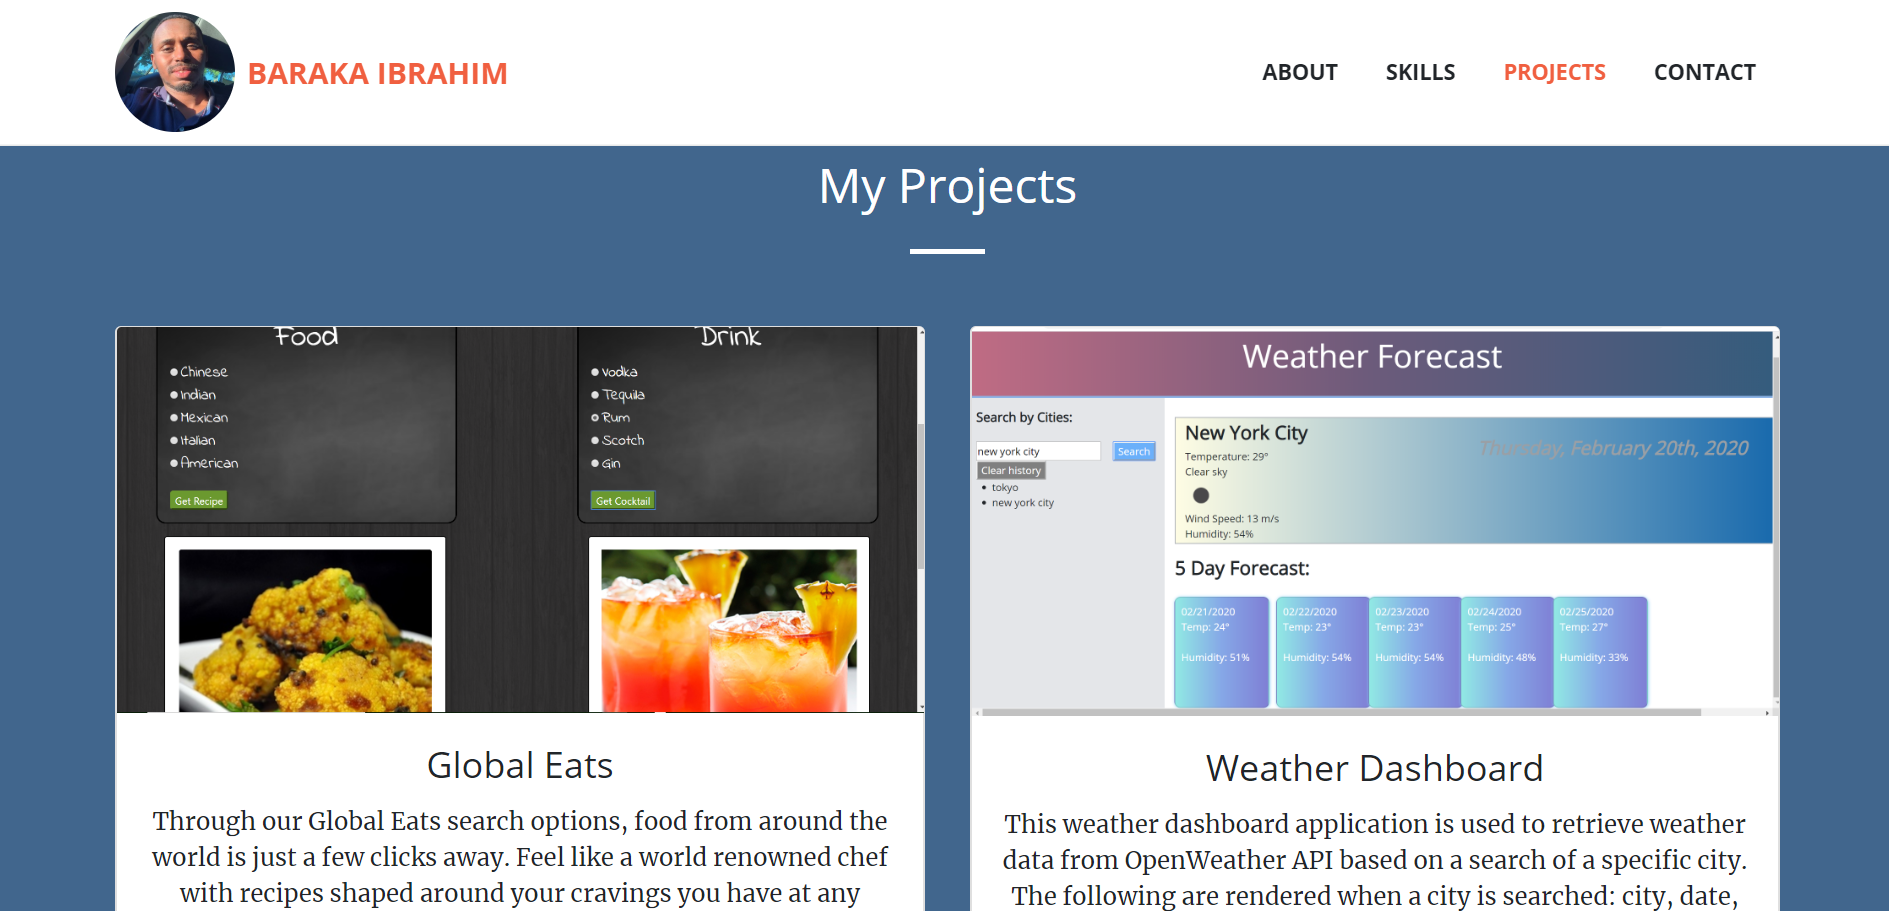 BARAKA IBRAHIM
ABOUT SKILLS PROJECTS CONTACT
My Projects
Food
Chinese
Indian
Mexican
Italian
American
Get Recipe
Drink
Vodka
Tequila
Rum
Scotch
Gin
Get Cocktail
Global Eats
Through our Global Eats search options, food from around the
world is just a few clicks away. Feel like a world renowned chef
with recipes shaped around your cravings you have at any
Weather Forecast
Search by Cities:
new york city Search
Clear history
tokyo
new york city
New York City
Thursday, February 20th, 2020
Temperature: 29°
Clear sky
Wind Speed: 13 m/s
Humidity: 54%
5 Day Forecast:
02/21/2020
Temp: 24°
Humidity: 51%
02/22/2020
Temp: 23°
Humidity: 54%
02/23/2020
Temp: 23°
Humidity: 54%
02/24/2020
Temp: 25°
Humidity: 48%
02/25/2020
Temp: 27°
Humidity: 33%
Weather Dashboard
This weather dashboard application is used to retrieve weather
data from OpenWeather API based on a search of a specific city.
The following are rendered when a city is searched: city, date,